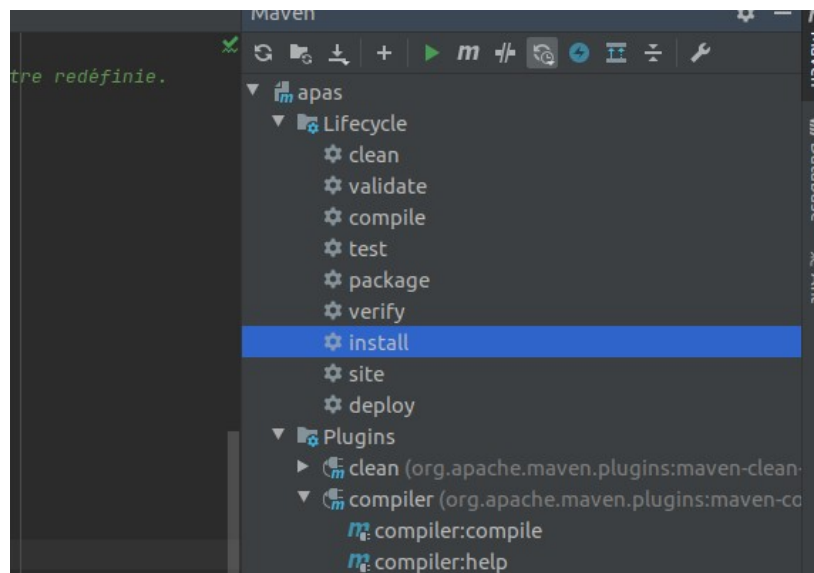 Maven
tre redéfinie.
apas
Lifecycle
clean
validate
compile
test
package
verify
install
site
deploy
Plugins
clean (org.apache.maven.plugins:maven-clean-
compiler (org.apache.maven.plugins:maven-co
compiler:compile
compiler:help